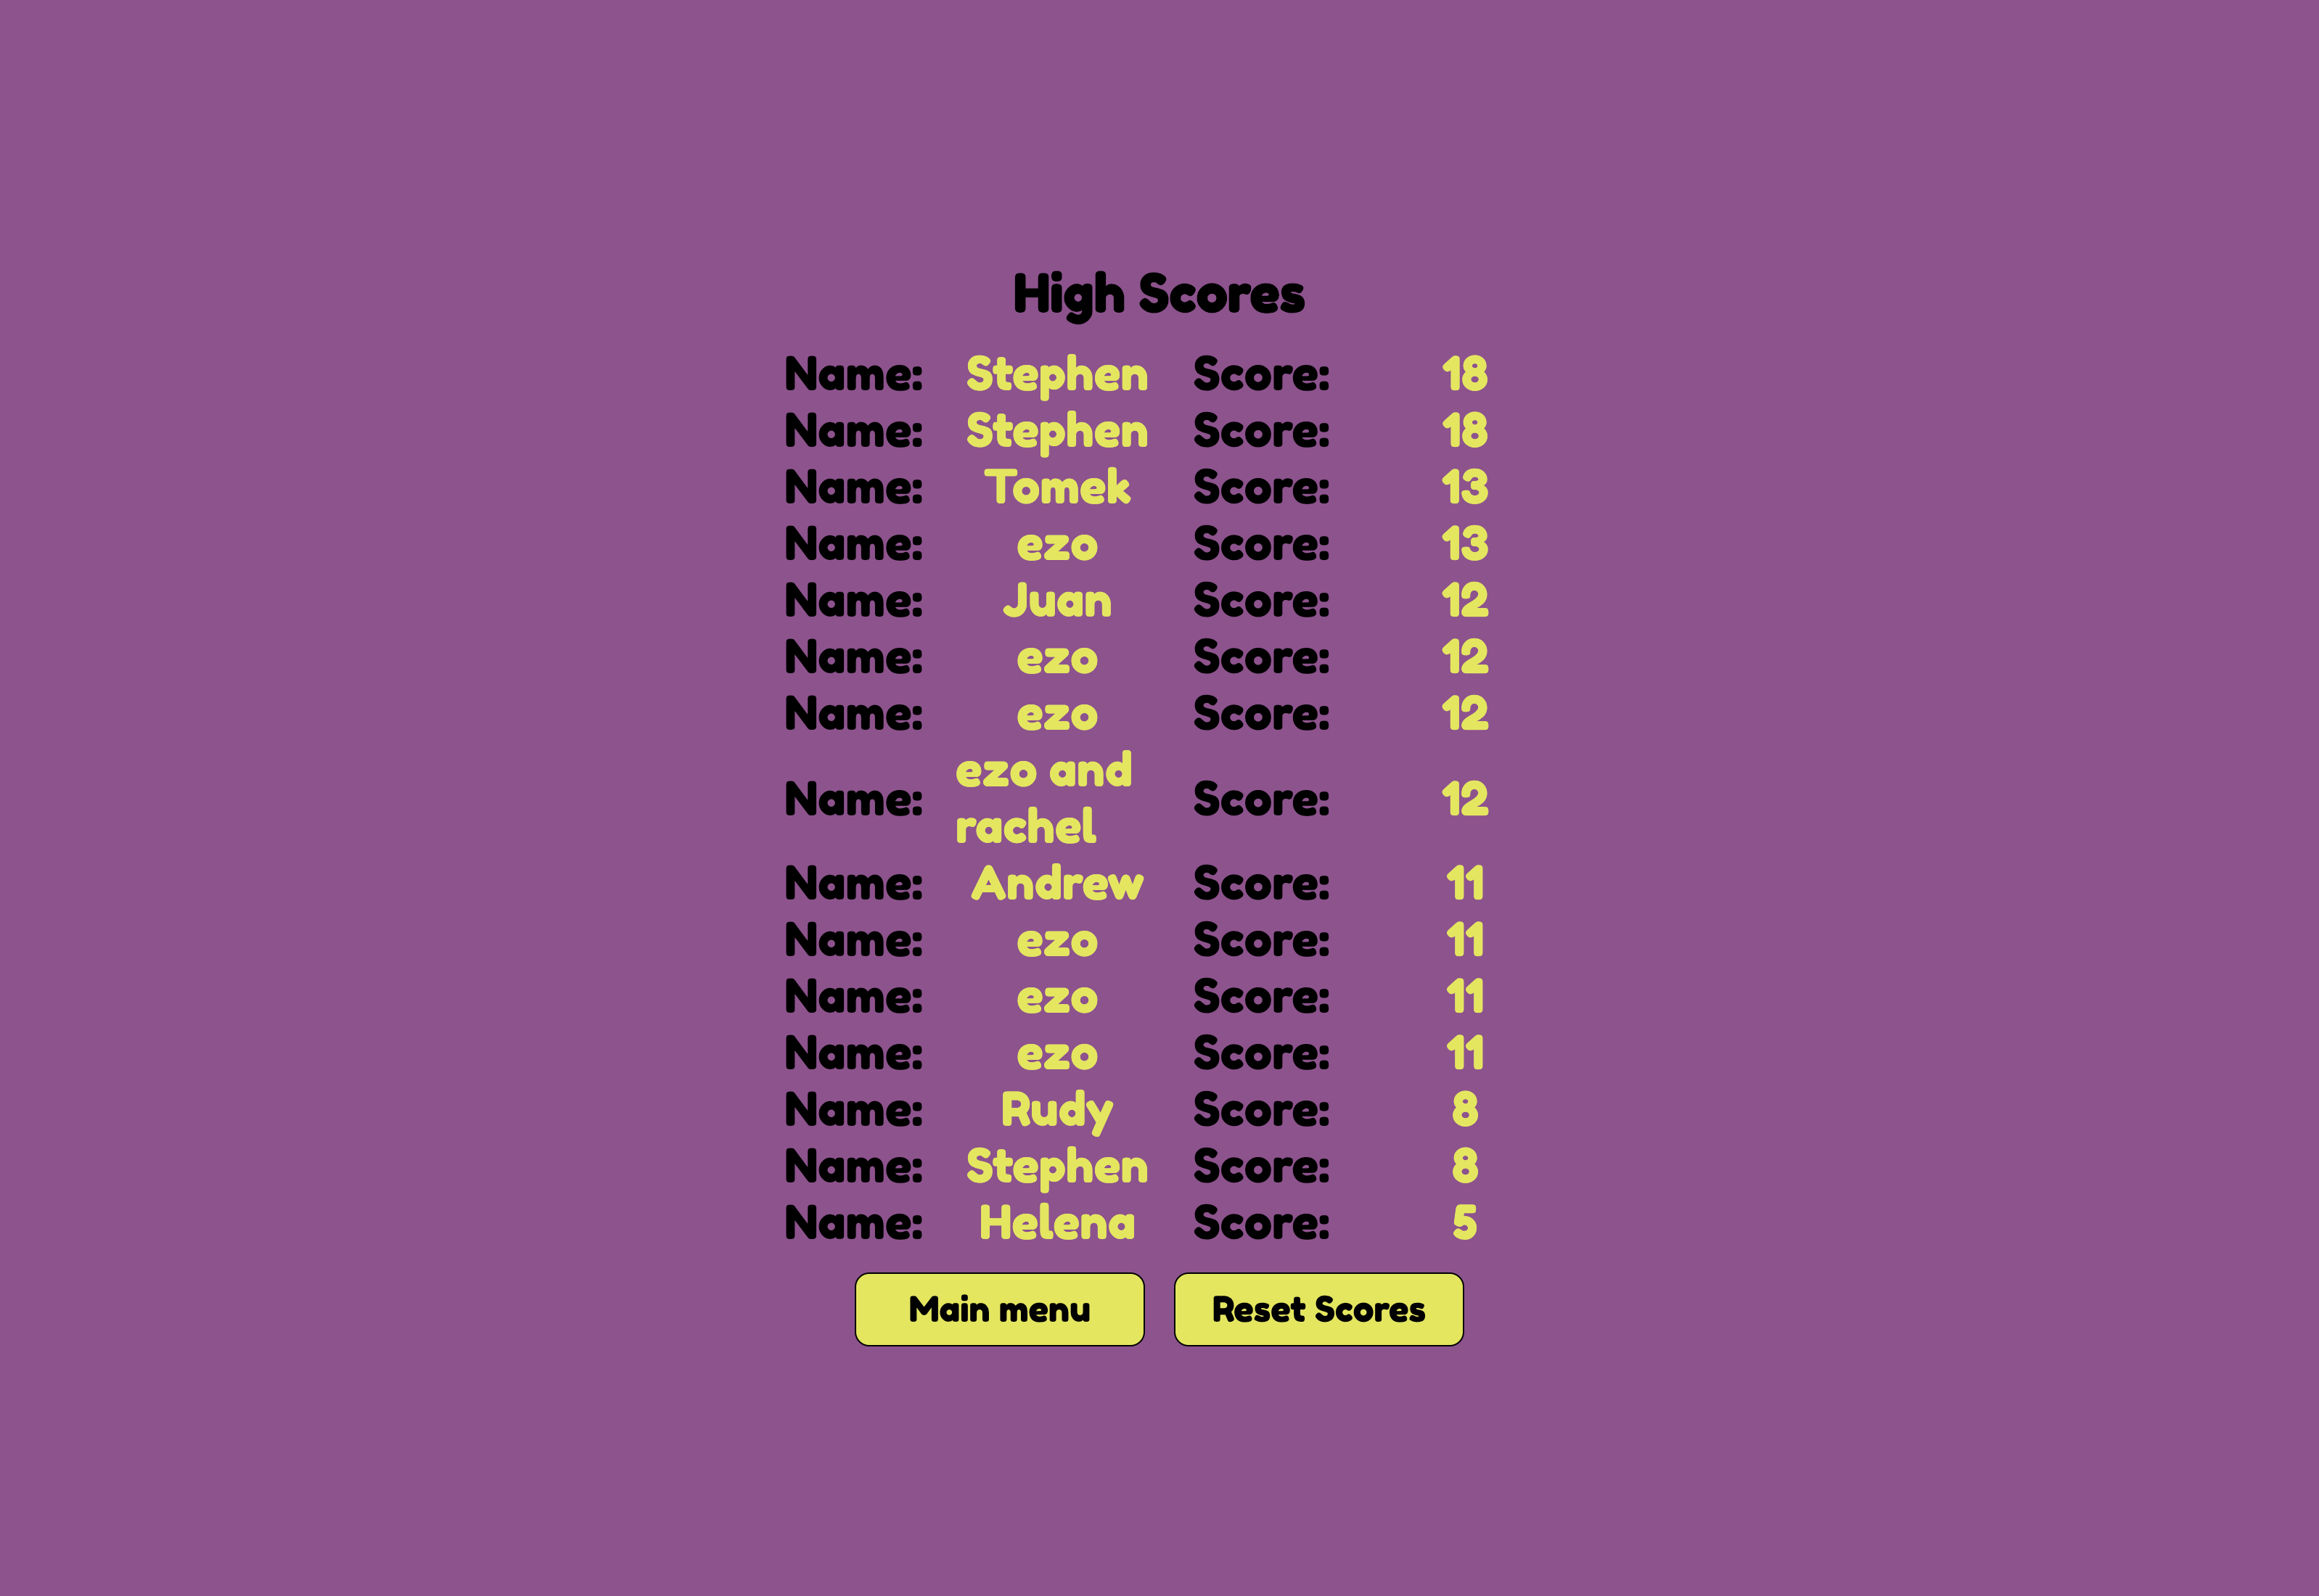 High Scores
Name: Stephen Score: 18
Name: Stephen Score: 18
Name: Tomek Score: 13
Name: ezo Score: 13
Name: Juan Score: 12
Name: ezo Score: 12
Name: ezo Score: 12
Name: ezo and
rachel Score: 12
Name: Andrew Score: 11
Name: ezo Score: 11
Name: ezo Score: 11
Name: ezo Score: 11
Name: Rudy Score: 8
Name: Stephen Score: 8
Name: Helena Score: 5
Main menu Reset Scores